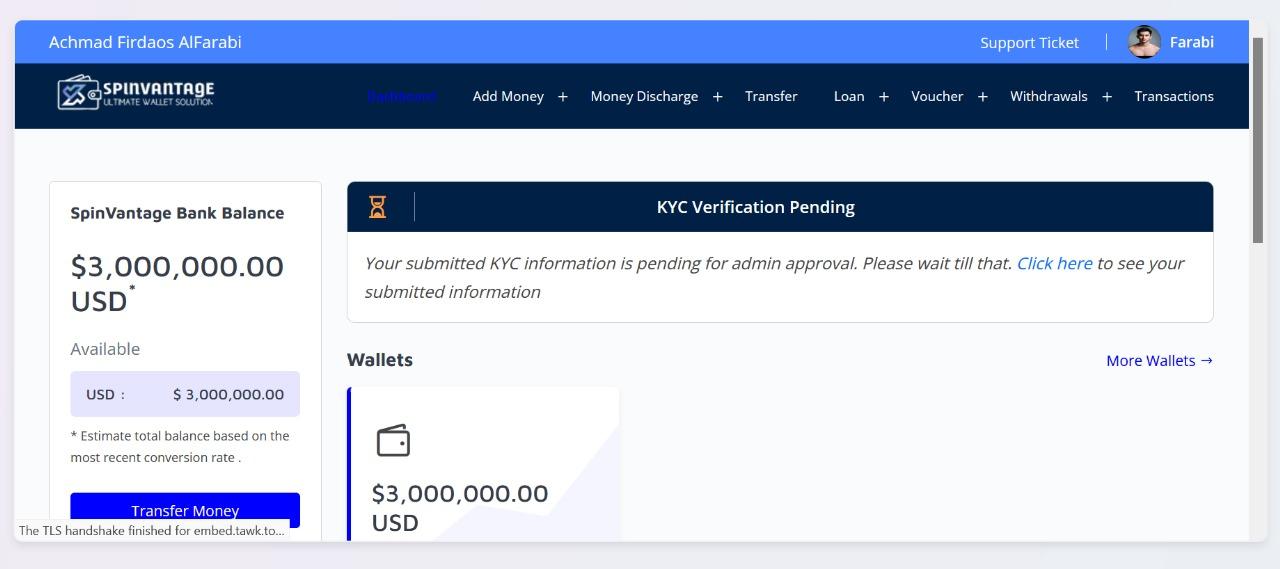 Achmad Firdaos AlFarabi
Support Ticket
Farabi
SPINVANTAGE
ULTIMATE WALLET SOLUTION
Dashboard
Add Money +
Money Discharge +
Transfer
Loan +
Voucher +
Withdrawals +
Transactions
SpinVantage Bank Balance
$3,000,000.00
USD*
Available
USD : $ 3,000,000.00
* Estimate total balance based on the
most recent conversion rate .
Transfer Money
The TLS handshake finished for embed.tawk.to...
KYC Verification Pending
Your submitted KYC information is pending for admin approval. Please wait till that. Click here to see your
submitted information
Wallets
More Wallets →
$3,000,000.00
USD